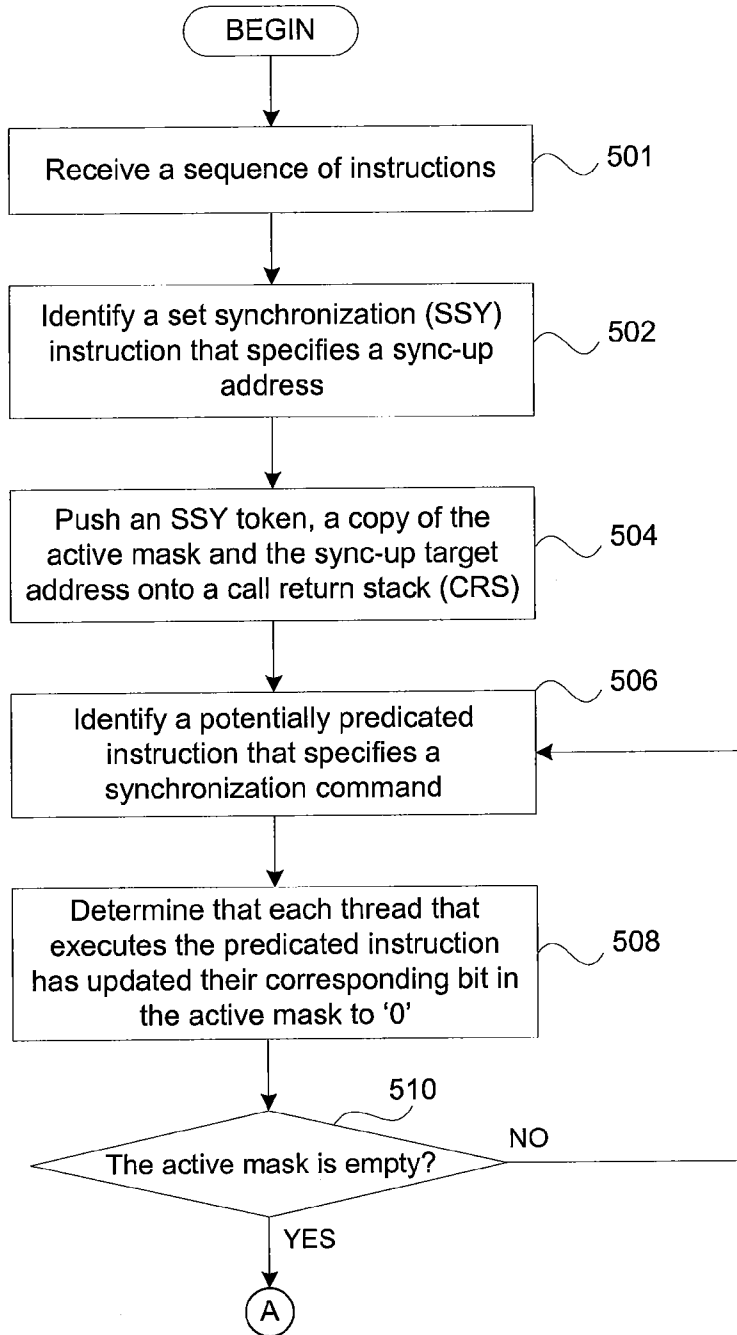 BEGIN
Receive a sequence of instructions
501
Identify a set synchronization (SSY)
instruction that specifies a sync-up
address
502
Push an SSY token, a copy of the
active mask and the sync-up target
address onto a call return stack (CRS)
504
506
Identify a potentially predicated
instruction that specifies a
synchronization command
Determine that each thread that
executes the predicated instruction
has updated their corresponding bit in
the active mask to ‘0’
508
510
The active mask is empty?
NO
YES
A